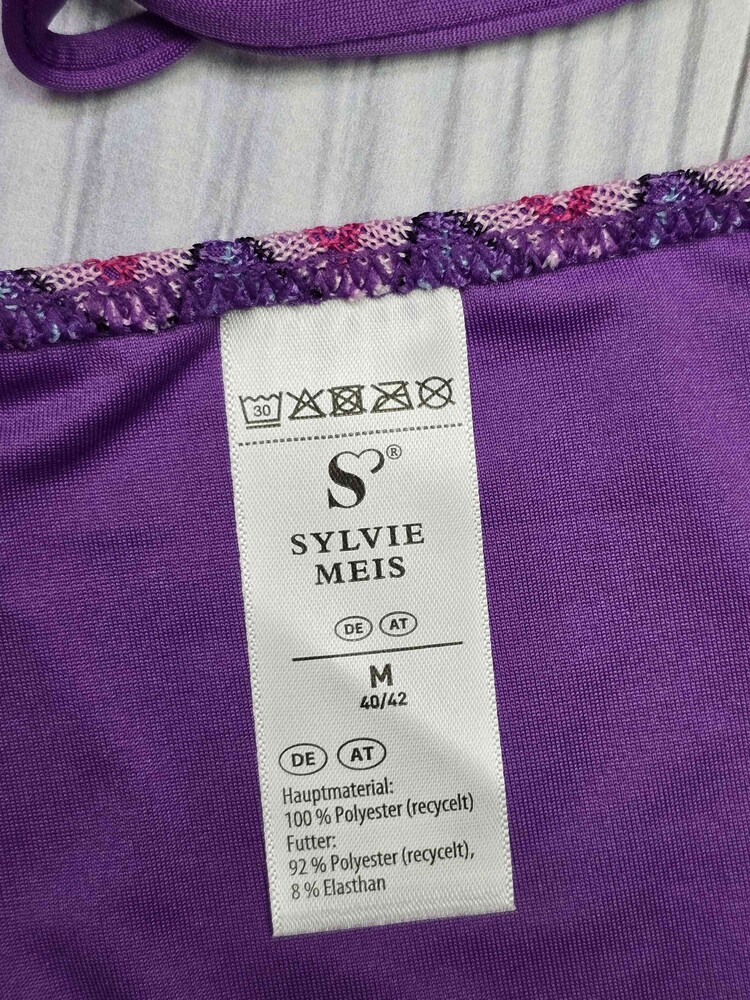 30
S®
SYLVIE
MEIS
DE AT
M
40/42
DE AT
Hauptmaterial:
100 % Polyester (recycelt)
Futter:
92 % Polyester (recycelt),
8 % Elasthan